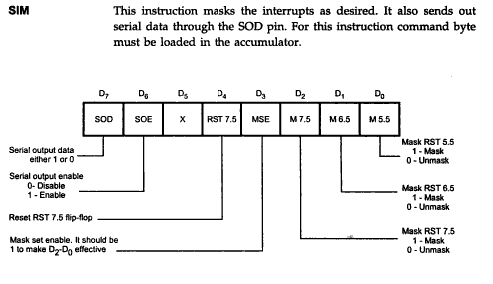 SIM This instruction masks the interrupts as desired. It also sends out
serial data through the SOD pin. For this instruction command byte
must be loaded in the accumulator.
D7 D6 D5 D4 D3 D2 D1 D0
SOD SOE X RST 7.5 MSE M 7.5 M 6.5 M 5.5
Serial output data
either 1 or 0
Serial output enable
0- Disable
1 - Enable
Reset RST 7.5 flip-flop
Mask set enable. It should be
1 to make D2-D0 effective
Mask RST 5.5
1 - Mask
0 - Unmask
Mask RST 6.5
1 - Mask
0 - Unmask
Mask RST 7.5
1 - Mask
0 - Unmask